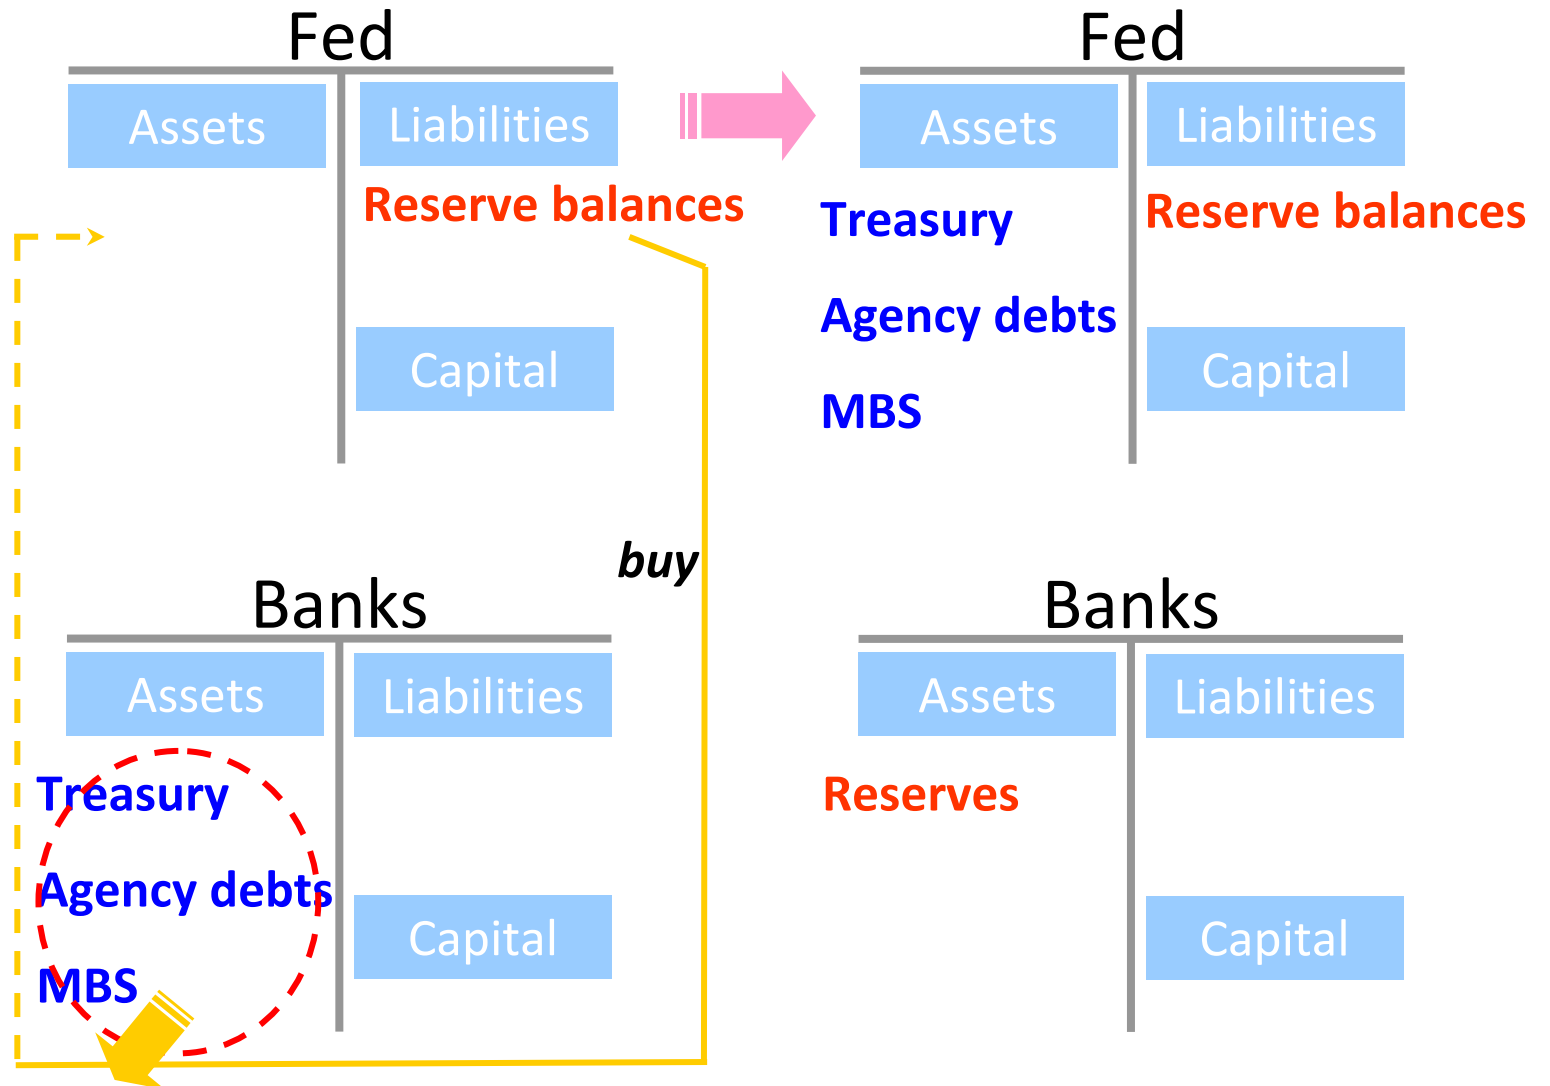 Fed
Assets
Liabilities
Reserve balances
Capital
Fed
Assets
Liabilities
Treasury
Reserve balances
Agency debts
MBS
Capital
buy
Banks
Assets
Liabilities
Treasury
Agency debts
MBS
Capital
Banks
Assets
Liabilities
Reserves
Capital